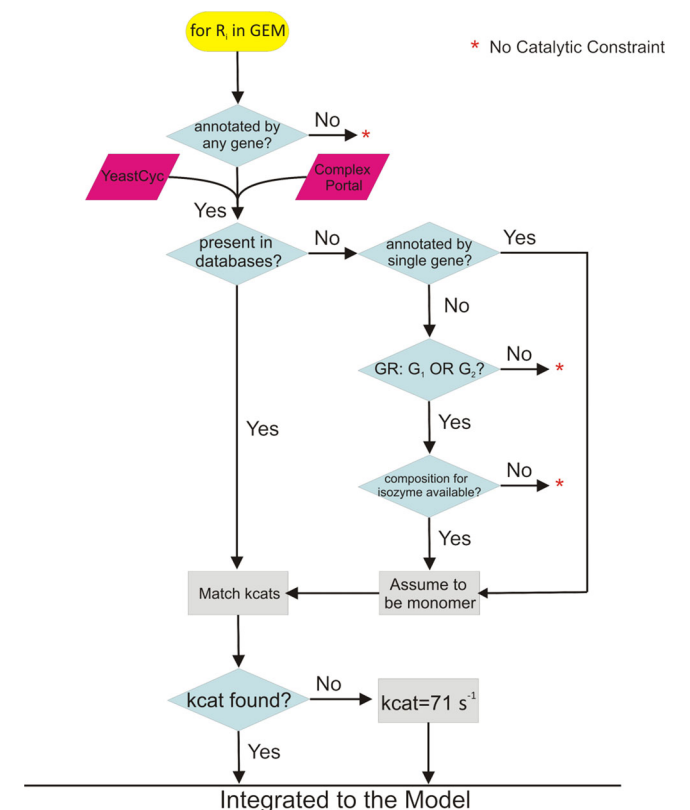 for Rᵢ in GEM
* No Catalytic Constraint
annotated by
any gene?
No
*
YeastCyc
Complex
Portal
Yes
present in
databases?
No
annotated by
single gene?
Yes
No
GR: G₁ OR G₂?
No
*
Yes
Yes
composition for
isozyme available?
No
*
Yes
Match kcats
Assume to
be monomer
kcat found?
No
kcat=71 s⁻¹
Yes
Integrated to the Model